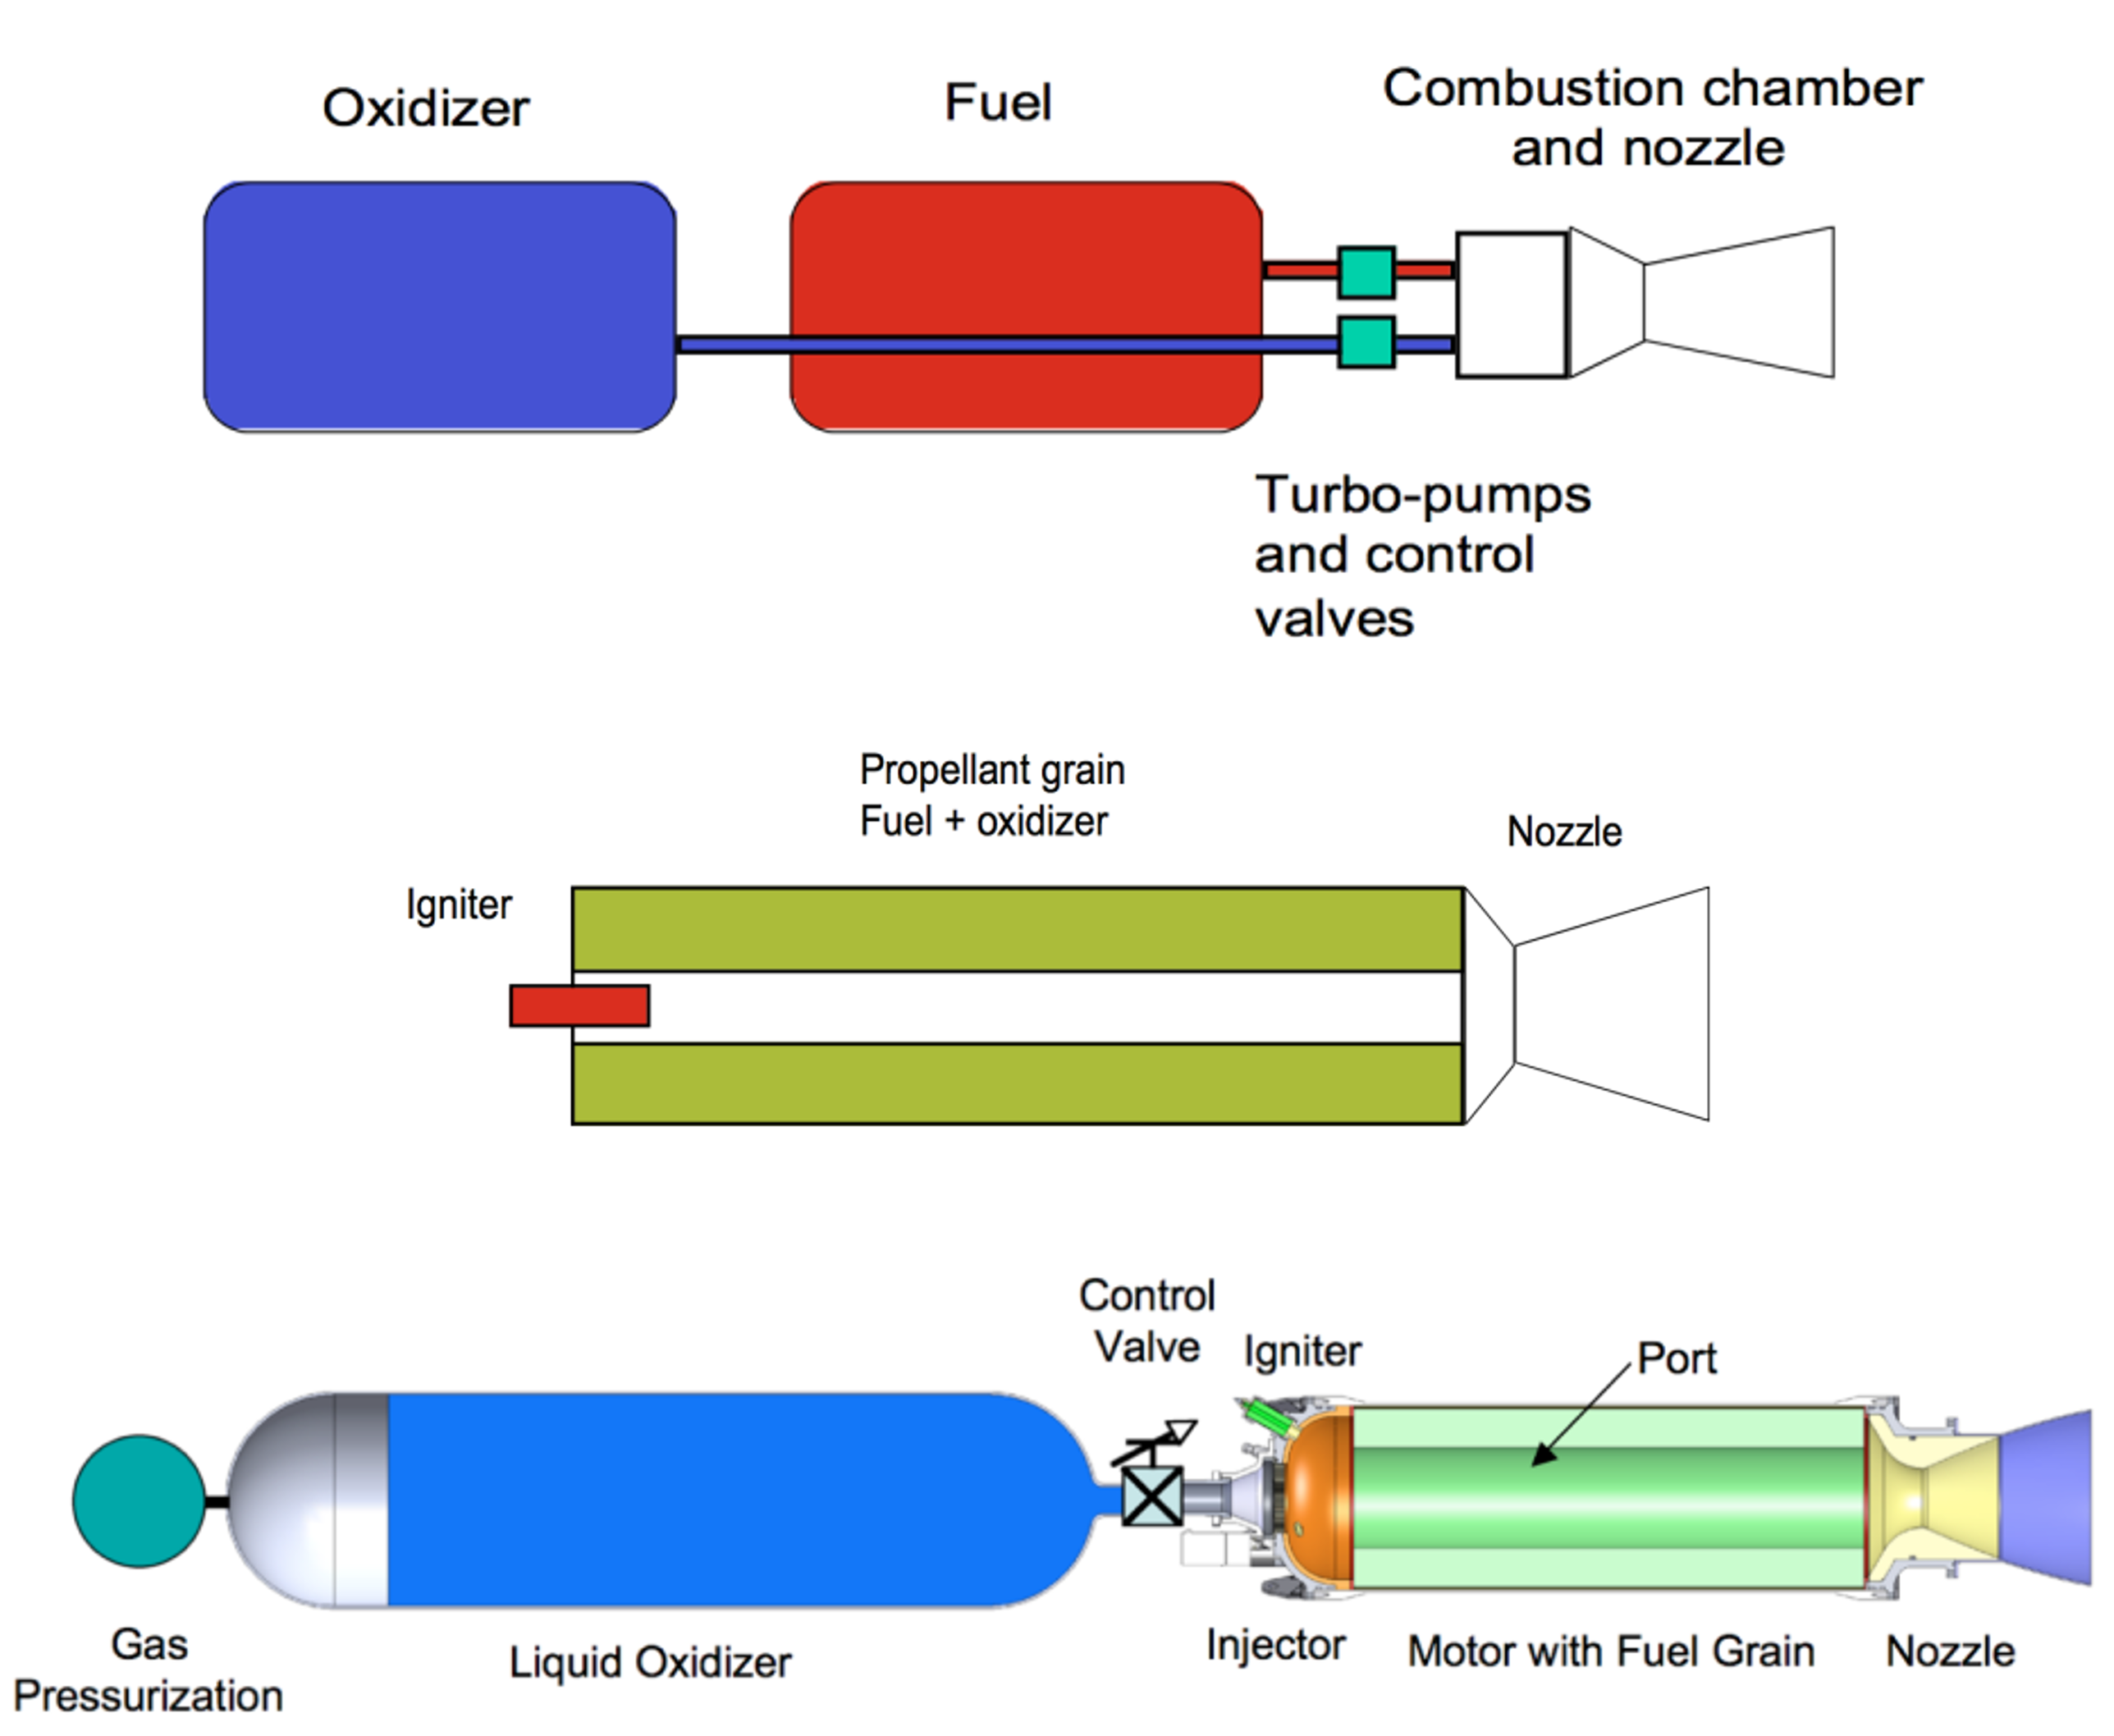 Oxidizer
Fuel
Combustion chamber
and nozzle
Turbo-pumps
and control
valves
Propellant grain
Fuel + oxidizer
Nozzle
Igniter
Control
Valve
Igniter
Port
Gas
Pressurization
Liquid Oxidizer
Injector
Motor with Fuel Grain
Nozzle